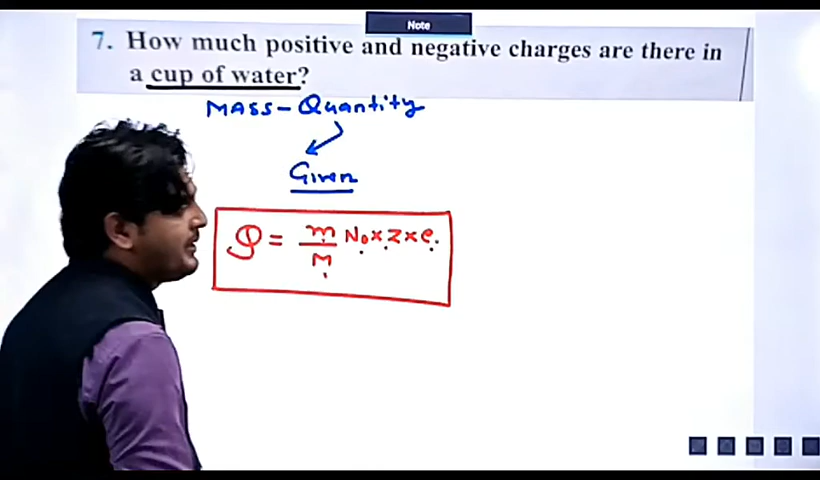 Note
7. How much positive and negative charges are there in
a cup of water?
MASS - Quantity
Given
Q = m/M N₀ × Z × e.